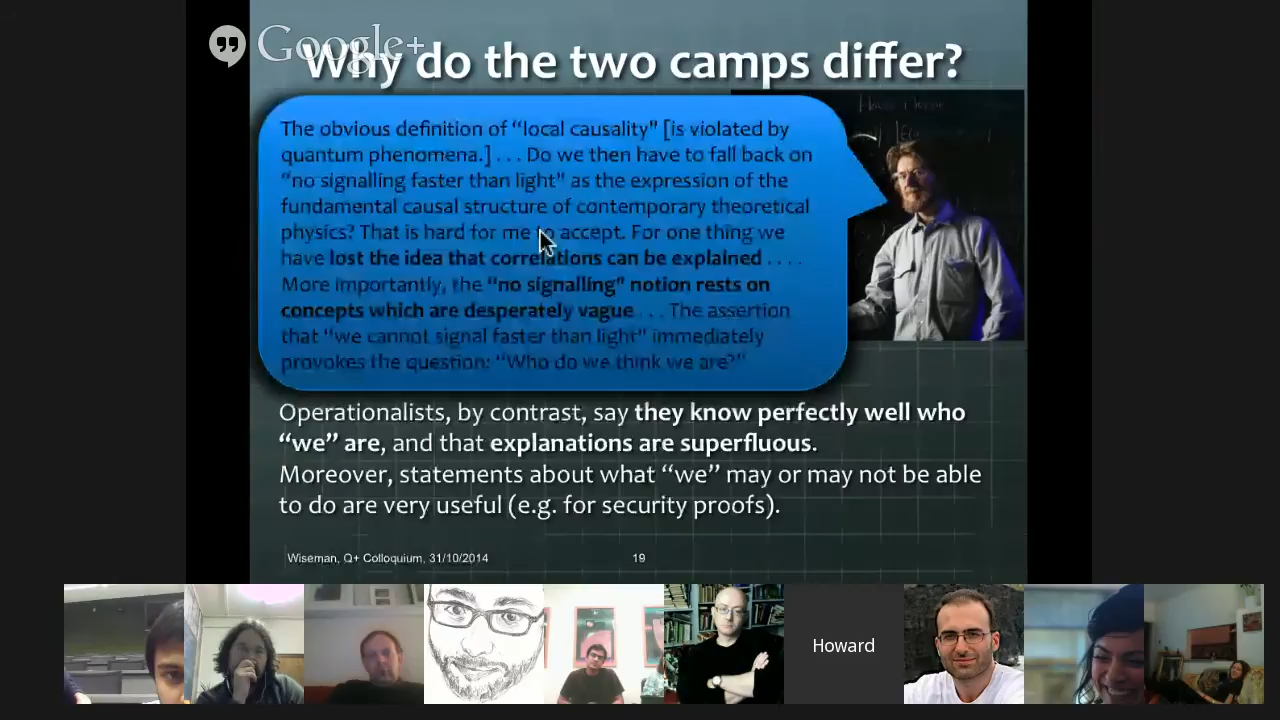 Google+
Why do the two camps differ?
The obvious definition of “local causality” [is violated by
quantum phenomena.] . . . Do we then have to fall back on
“no signalling faster than light” as the expression of the
fundamental causal structure of contemporary theoretical
physics? That is hard for me to accept. For one thing we
have lost the idea that correlations can be explained . . . .
More importantly, the “no signalling” notion rests on
concepts which are desperately vague . . . The assertion
that “we cannot signal faster than light” immediately
provokes the question: “Who do we think we are?”
Operationalists, by contrast, say they know perfectly well who
“we” are, and that explanations are superfluous.
Moreover, statements about what “we” may or may not be able
to do are very useful (e.g. for security proofs).
Wiseman, Q+ Colloquium, 31/10/2014 19
Howard